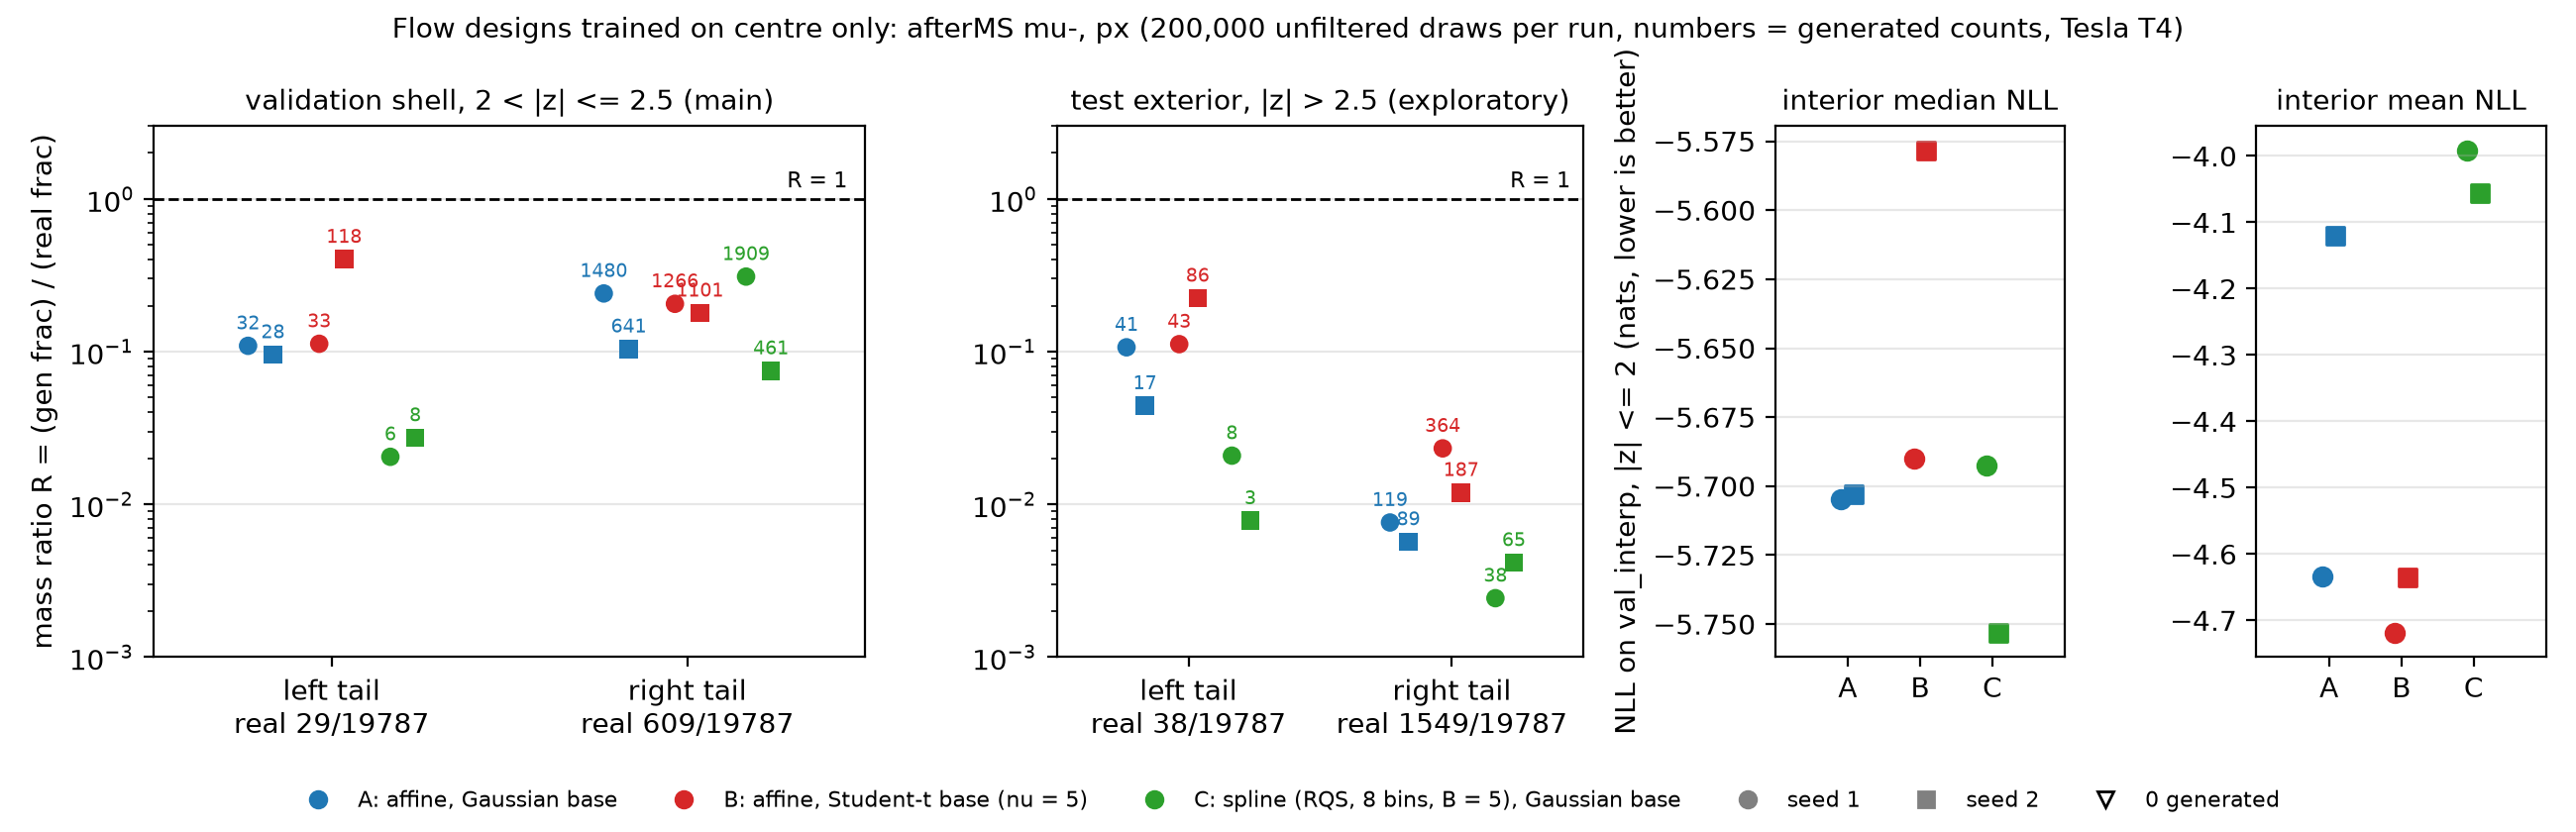 Flow designs trained on centre only: afterMS mu-, px (200,000 unfiltered draws per run, numbers = generated counts, Tesla T4)
validation shell, 2 < |z| <= 2.5 (main)
mass ratio R = (gen frac) / (real frac)
10⁰
10⁻¹
10⁻²
10⁻³
R = 1
32
28
33
118
6
8
1480
641
1266
1101
1909
461
left tail
real 29/19787
right tail
real 609/19787
test exterior, |z| > 2.5 (exploratory)
10⁰
10⁻¹
10⁻²
10⁻³
R = 1
41
17
43
86
8
3
119
89
364
187
38
65
left tail
real 38/19787
right tail
real 1549/19787
interior median NLL
NLL on val_interp, |z| <= 2 (nats, lower is better)
−5.575
−5.600
−5.625
−5.650
−5.675
−5.700
−5.725
−5.750
A B C
interior mean NLL
−4.0
−4.1
−4.2
−4.3
−4.4
−4.5
−4.6
−4.7
A B C
A: affine, Gaussian base
B: affine, Student-t base (nu = 5)
C: spline (RQS, 8 bins, B = 5), Gaussian base
seed 1
seed 2
0 generated